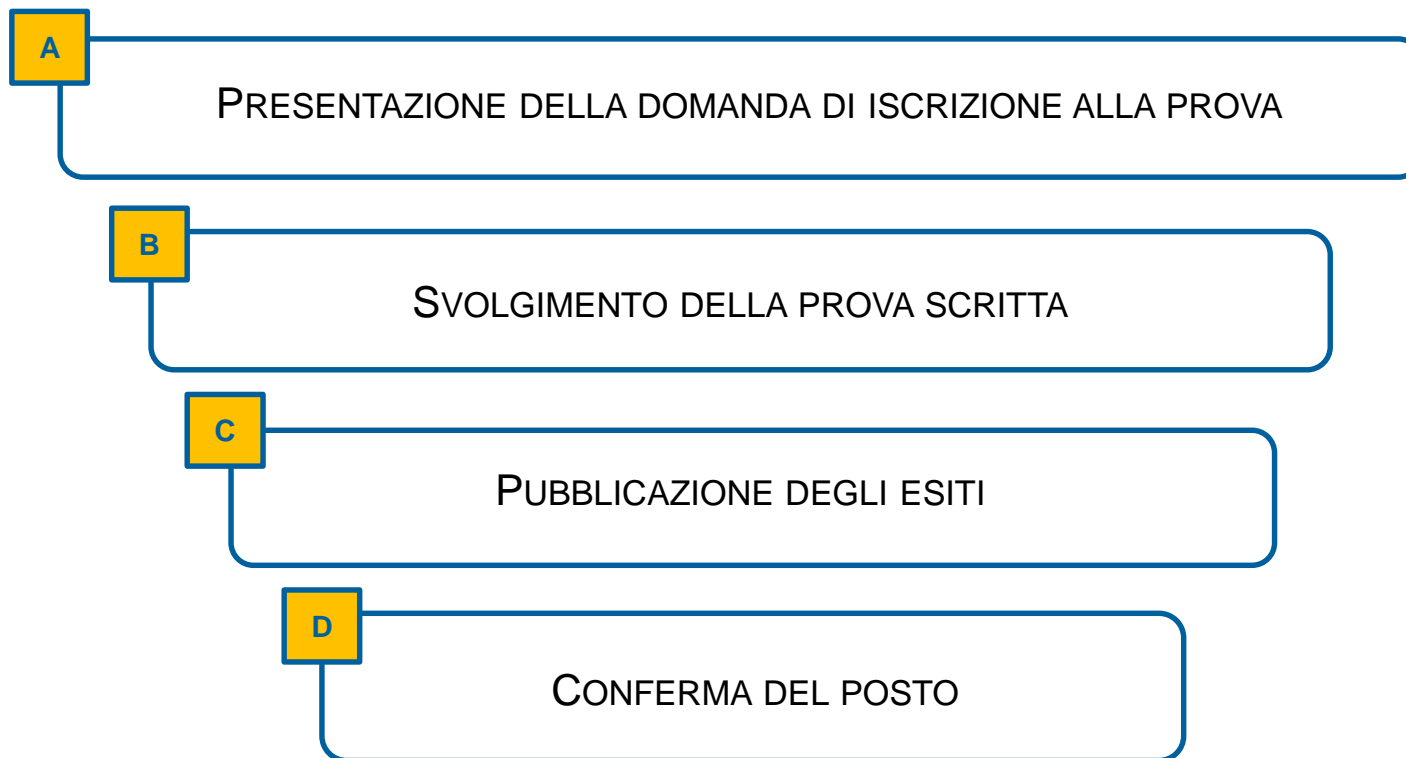 A
PRESENTAZIONE DELLA DOMANDA DI ISCRIZIONE ALLA PROVA
B
SVOLGIMENTO DELLA PROVA SCRITTA
C
PUBBLICAZIONE DEGLI ESITI
D
CONFERMA DEL POSTO